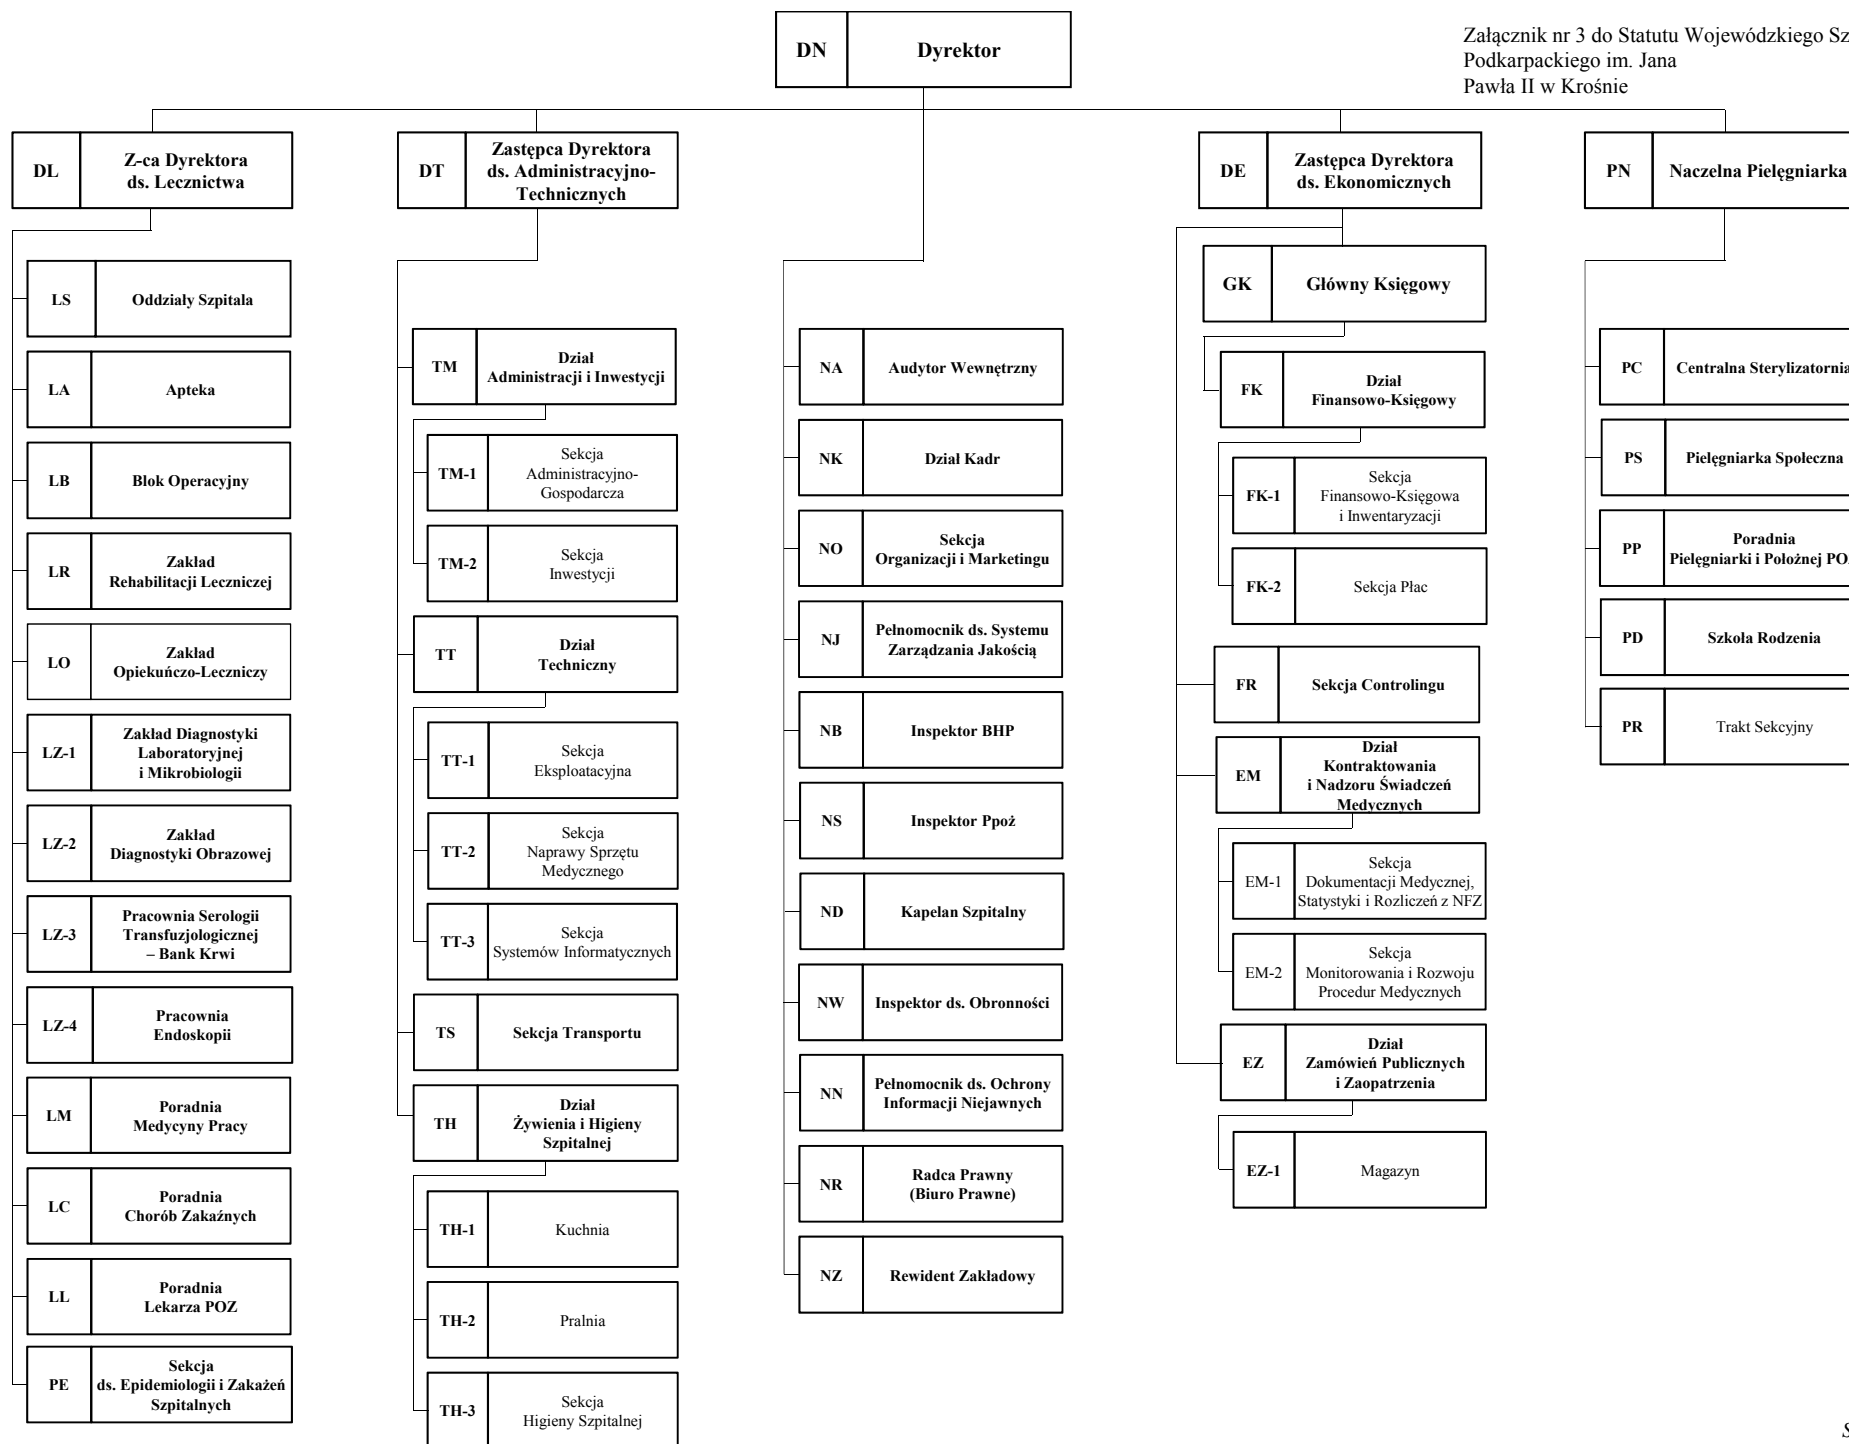 DN
Dyrektor
Załącznik nr 3 do Statutu Wojewódzkiego
Podkarpackiego im. Jana
Pawła II w Krośnie
DL
Z-ca Dyrektora
ds. Lecznictwa
DT
Zastępca Dyrektora
ds. Administracyjno-
Technicznych
DE
Zastępca Dyrektora
ds. Ekonomicznych
PN
Naczelna Pielęgniarka
LS
Oddziały Szpitala
LA
Apteka
LB
Blok Operacyjny
LR
Zakład
Rehabilitacji Leczniczej
LO
Zakład
Opiekuńczo-Leczniczy
LZ-1
Zakład Diagnostyki
Laboratoryjnej
i Mikrobiologii
LZ-2
Zakład
Diagnostyki Obrazowej
LZ-3
Pracownia Serologii
Transfuzjologicznej
– Bank Krwi
LZ-4
Pracownia
Endoskopii
LM
Poradnia
Medycyny Pracy
LC
Poradnia
Chorób Zakaźnych
LL
Poradnia
Lekarza POZ
PE
Sekcja
ds. Epidemiologii i Zakażeń
Szpitalnych
TM
Dział
Administracji i Inwestycji
TM-1
Sekcja
Administracyjno-
Gospodarcza
TM-2
Sekcja
Inwestycji
TT
Dział
Techniczny
TT-1
Sekcja
Eksploatacyjna
TT-2
Sekcja
Naprawy Sprzętu
Medycznego
TT-3
Sekcja
Systemów Informatycznych
TS
Sekcja Transportu
TH
Dział
Żywienia i Higieny
Szpitalnej
TH-1
Kuchnia
TH-2
Pralnia
TH-3
Sekcja
Higieny Szpitalnej
NA
Audytor Wewnętrzny
NK
Dział Kadr
NO
Sekcja
Organizacji i Marketingu
NJ
Pełnomocnik ds. Systemu
Zarządzania Jakością
NB
Inspektor BHP
NS
Inspektor Ppoż
ND
Kapelan Szpitalny
NW
Inspektor ds. Obronności
NN
Pełnomocnik ds. Ochrony
Informacji Niejawnych
NR
Radca Prawny
(Biuro Prawne)
NZ
Rewident Zakładowy
GK
Główny Księgowy
FK
Dział
Finansowo-Księgowy
FK-1
Sekcja
Finansowo-Księgowa
i Inwentaryzacji
FK-2
Sekcja Płac
FR
Sekcja Controlingu
EM
Dział
Kontraktowania
i Nadzoru Świadczeń
Medycznych
EM-1
Sekcja
Dokumentacji Medycznej,
Statystyki i Rozliczeń z NFZ
EM-2
Sekcja
Monitorowania i Rozwoju
Procedur Medycznych
EZ
Dział
Zamówień Publicznych
i Zaopatrzenia
EZ-1
Magazyn
PC
Centralna Sterylizatornia
PS
Pielęgniarka Społeczna
PP
Poradnia
Pielęgniarki i Położnej
PD
Szkoła Rodzenia
PR
Trakt Sekcyjny